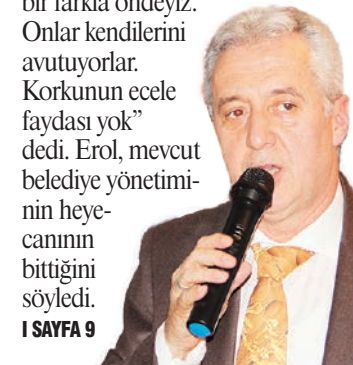 bir farkla öndeyiz.
Onlar kendilerini
avutuyorlar.
Korkunun ecele
faydası yok”
dedi. Erol, mevcut
belediye yönetimi-
nin heye-
canının
bittiğini
söyledi.
I SAYFA 9